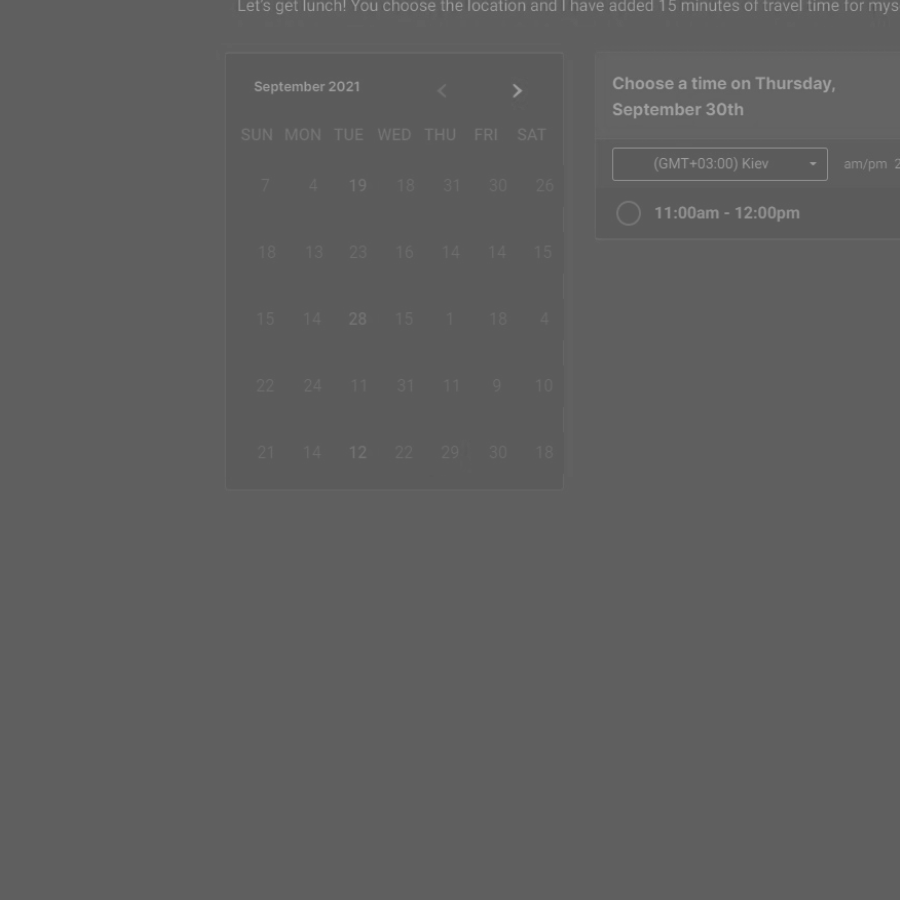 Let's get lunch! You choose the location and I have added 15 minutes of travel time for mys
September 2021
SUN MON TUE WED THU FRI SAT
7 4 19 18 31 30 26
18 13 23 16 14 14 15
15 14 28 15 1 18 4
22 24 11 31 11 9 10
21 14 12 22 29 30 18
Choose a time on Thursday,
September 30th
(GMT+03:00) Kiev am/pm 2
11:00am - 12:00pm